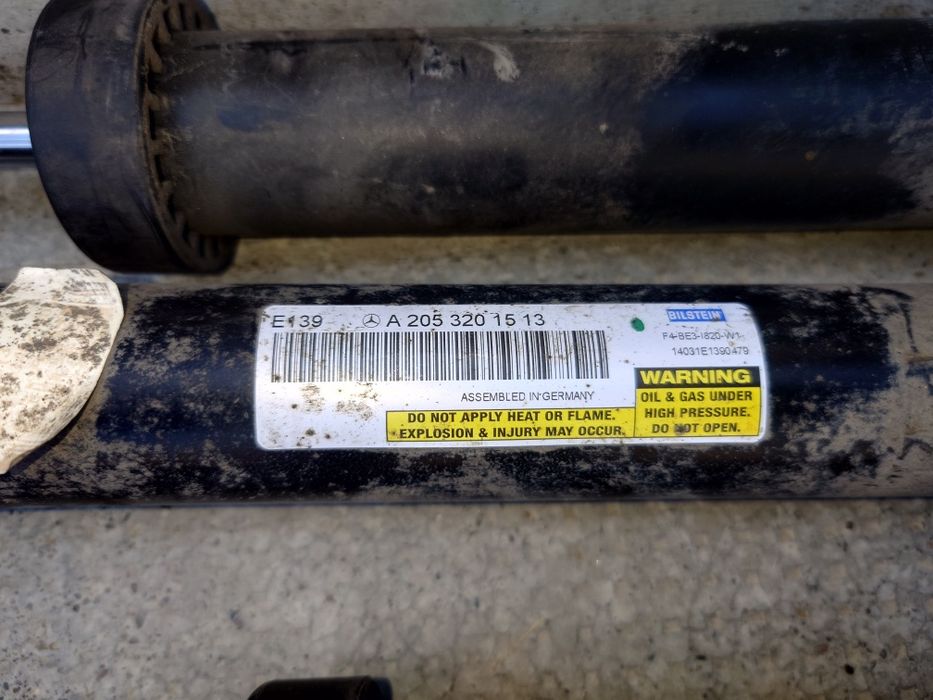 E139 A 205 320 15 13
BILSTEIN
F4-BE3-I820-W1
14031E1390479
ASSEMBLED IN GERMANY
WARNING
OIL & GAS UNDER
HIGH PRESSURE.
DO NOT OPEN.
DO NOT APPLY HEAT OR FLAME.
EXPLOSION & INJURY MAY OCCUR.